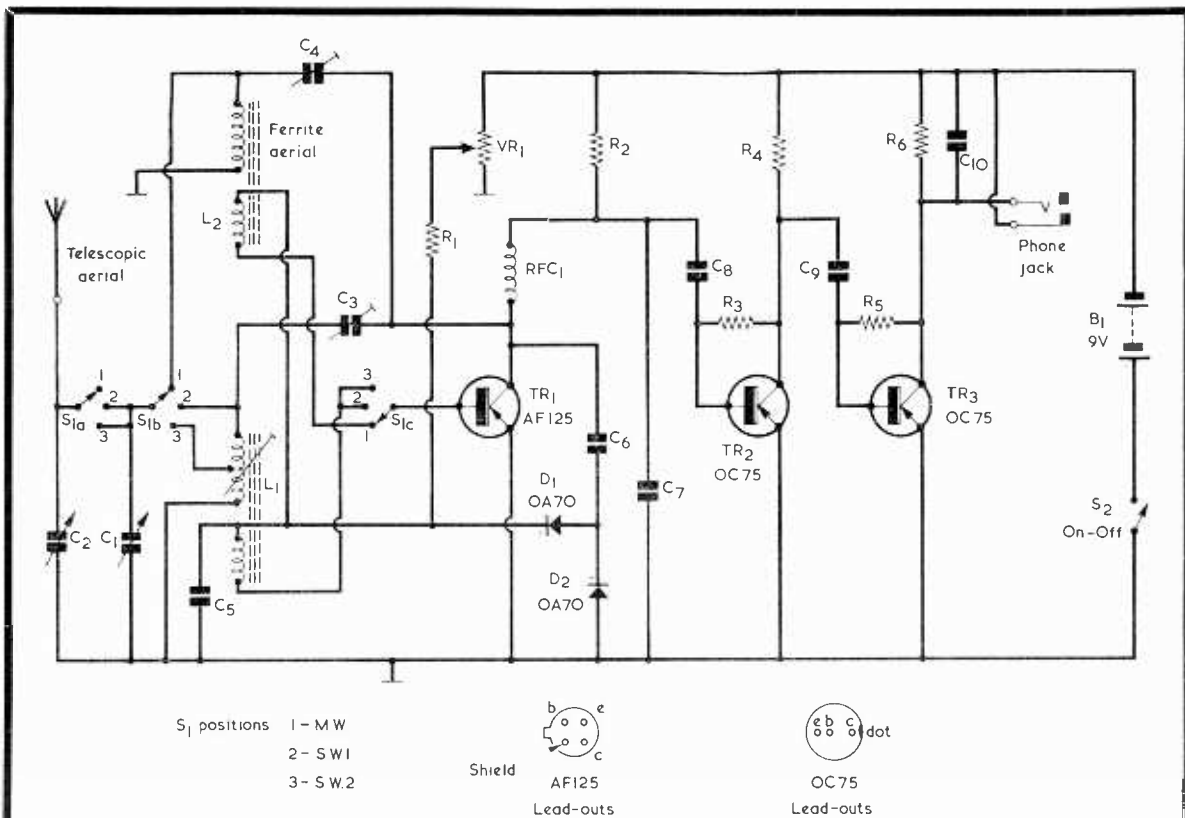 C4
Ferrite
aerial
VR1
R2
R4
R6
C10
L2
R1
Telescopic
aerial
RFC1
Phone
jack
C8
C9
C3
R3
R5
B1
9V
1
2
3
S1a
1
2
3
S1b
3
2
1
S1c
TR1
AF125
TR2
OC75
TR3
OC75
C6
L1
D1
OA70
C7
S2
On-Off
C2
C1
C5
D2
OA70
S1 positions 1 - MW
2 - SW1
3 - S W.2
b e
c
Shield
AF125
Lead-outs
e b c dot
OC75
Lead-outs